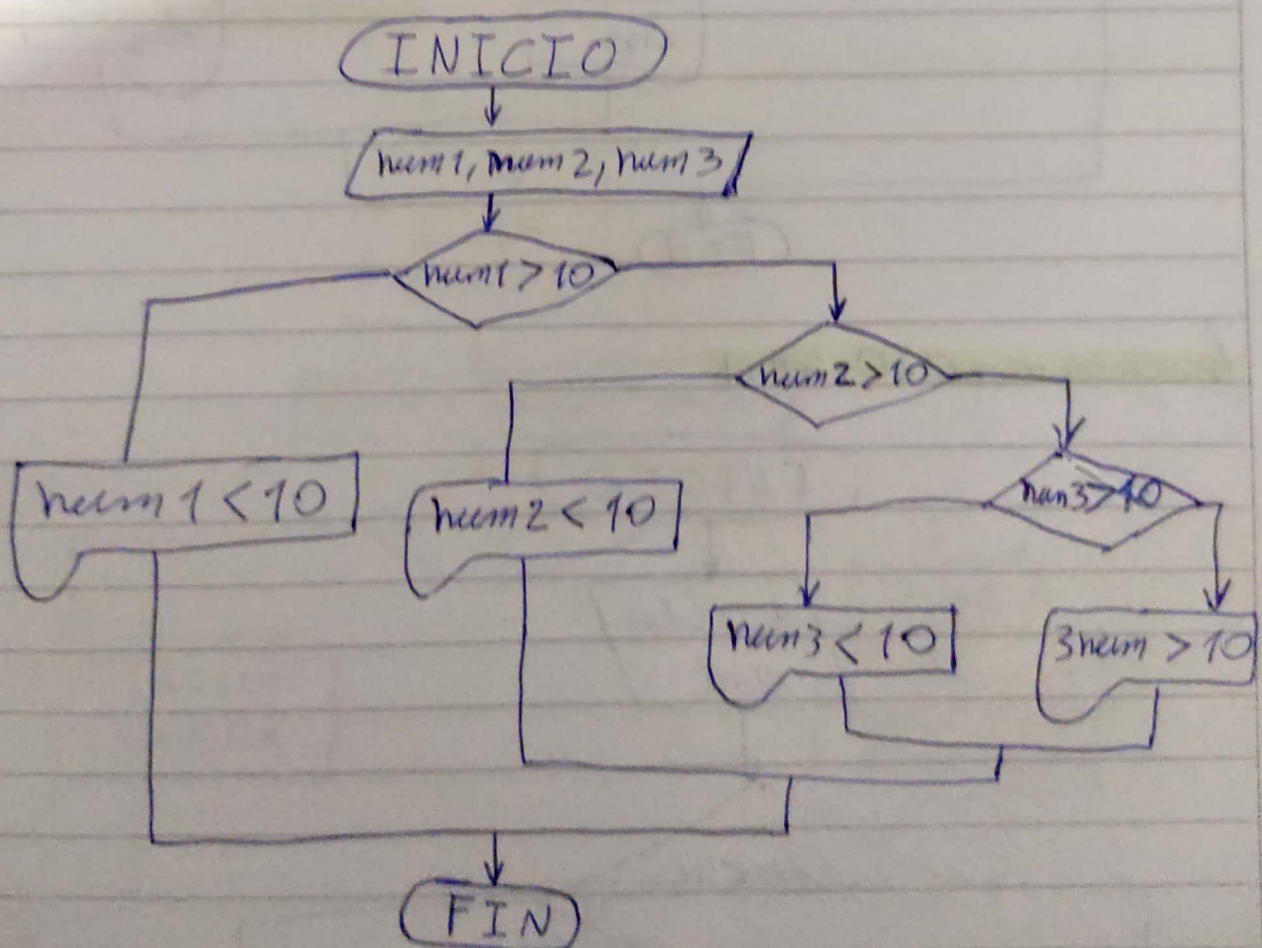 INICIO
num1, num2, num3
num1 > 10
num2 > 10
num1 < 10
num2 < 10
num3 > 10
num3 < 10
3num > 10
FIN